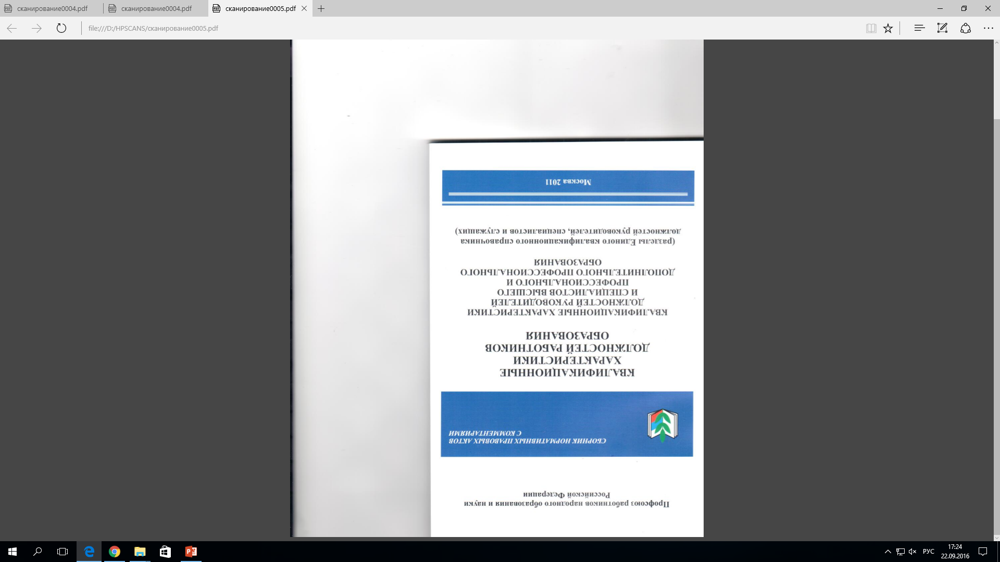 сканирование0004.pdf
сканирование0004.pdf
сканирование0005.pdf
file:///D:/HPSCANS/сканирование0005.pdf
Профсоюз работников народного образования и науки
Российской Федерации
СБОРНИК НОРМАТИВНЫХ ПРАВОВЫХ АКТОВ
С КОММЕНТАРИЯМИ
КВАЛИФИКАЦИОННЫЕ
ХАРАКТЕРИСТИКИ
ДОЛЖНОСТЕЙ РАБОТНИКОВ
ОБРАЗОВАНИЯ
КВАЛИФИКАЦИОННЫЕ ХАРАКТЕРИСТИКИ
ДОЛЖНОСТЕЙ РУКОВОДИТЕЛЕЙ
И СПЕЦИАЛИСТОВ ВЫСШЕГО
ПРОФЕССИОНАЛЬНОГО И
ДОПОЛНИТЕЛЬНОГО ПРОФЕССИОНАЛЬНОГО
ОБРАЗОВАНИЯ
(разделы Единого квалификационного справочника
должностей руководителей, специалистов и служащих)
Москва 2011
РУС
17:24
22.09.2016